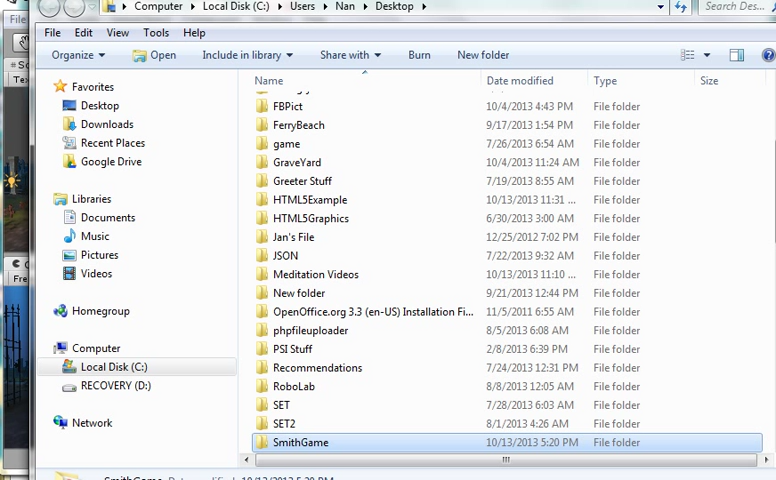 Computer Local Disk (C:) Users Nan Desktop Search Des...
File Edit View Tools Help
Organize Open Include in library Share with Burn New folder
Name Date modified Type Size
Favorites
Desktop
Downloads
Recent Places
Google Drive
Libraries
Documents
Music
Pictures
Videos
Homegroup
Computer
Local Disk (C:)
RECOVERY (D:)
Network
FBPict 10/4/2013 4:43 PM File folder
FerryBeach 9/17/2013 1:54 PM File folder
game 7/26/2013 6:54 AM File folder
GraveYard 10/4/2013 11:24 AM File folder
Greeter Stuff 7/19/2013 8:55 AM File folder
HTML5Example 10/13/2013 11:31 ... File folder
HTML5Graphics 6/30/2013 3:00 AM File folder
Jan's File 12/25/2012 7:02 PM File folder
JSON 7/22/2013 9:32 AM File folder
Meditation Videos 10/13/2013 11:10 ... File folder
New folder 9/21/2013 12:44 PM File folder
OpenOffice.org 3.3 (en-US) Installation Fi... 11/5/2011 6:55 AM File folder
phpfileuploader 8/5/2013 6:08 AM File folder
PSI Stuff 2/8/2013 6:39 PM File folder
Recommendations 7/24/2013 12:31 PM File folder
RoboLab 8/8/2013 12:05 AM File folder
SET 7/28/2013 6:03 AM File folder
SET2 8/1/2013 4:26 AM File folder
SmithGame 10/13/2013 5:20 PM File folder